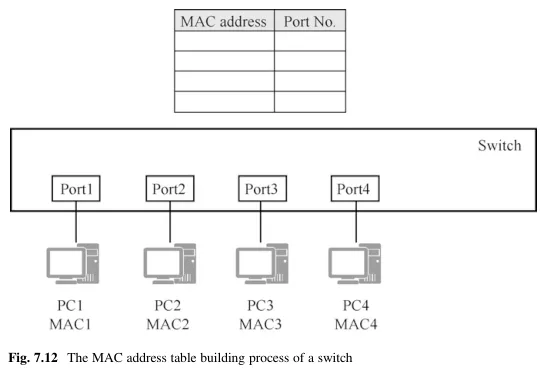 MAC address Port No.
Switch
Port1 Port2 Port3 Port4
PC1 PC2 PC3 PC4
MAC1 MAC2 MAC3 MAC4
Fig. 7.12 The MAC address table building process of a switch